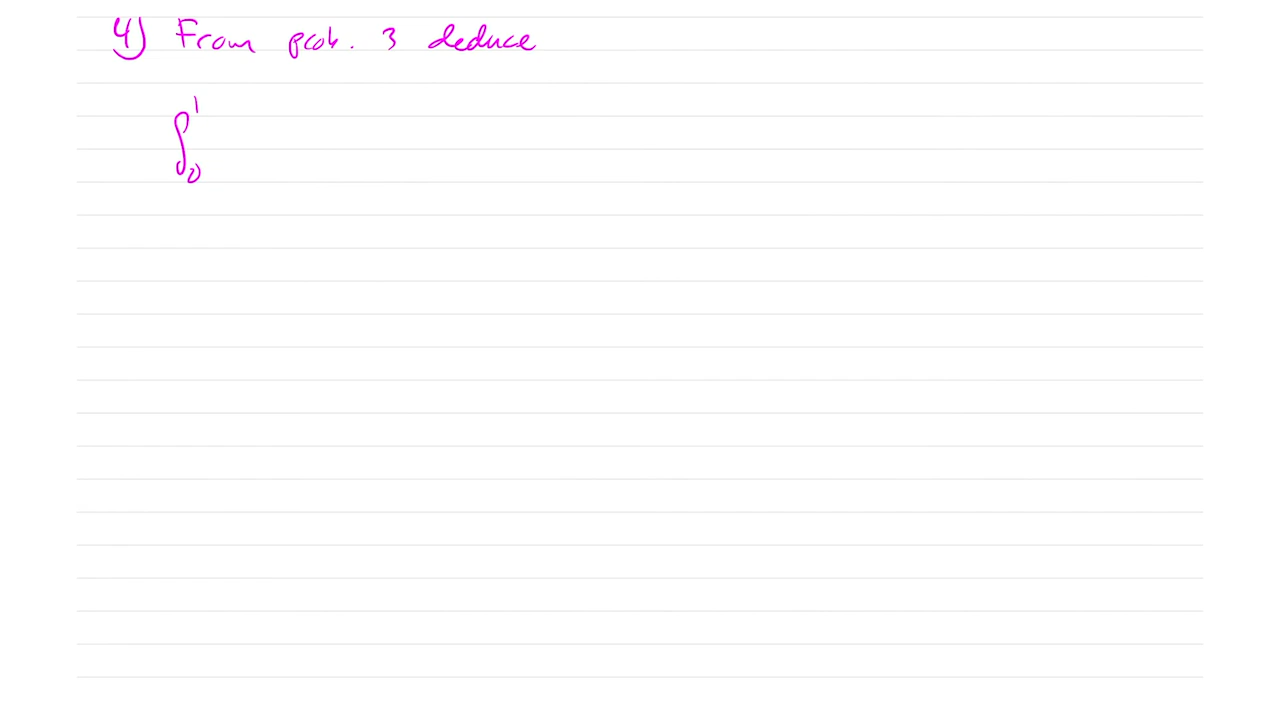 4) From prob. 3 deduce
∫₀¹